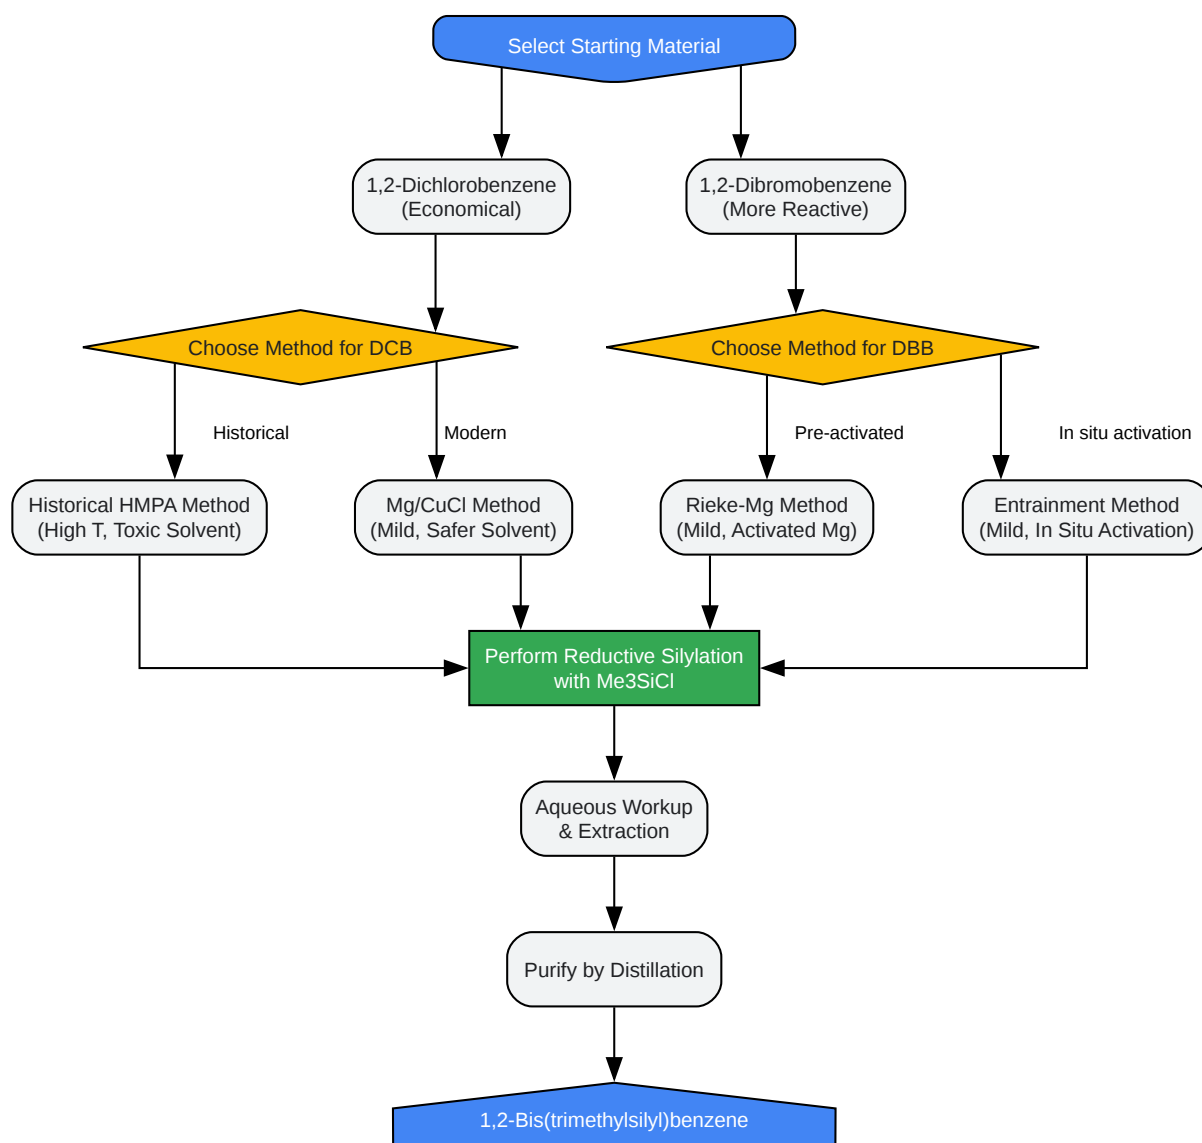 Select Starting Material
1,2-Dichlorobenzene
(Economical)
1,2-Dibromobenzene
(More Reactive)
Choose Method for DCB
Choose Method for DBB
Historical
Modern
Pre-activated
In situ activation
Historical HMPA Method
(High T, Toxic Solvent)
Mg/CuCl Method
(Mild, Safer Solvent)
Rieke-Mg Method
(Mild, Activated Mg)
Entrainment Method
(Mild, In Situ Activation)
Perform Reductive Silylation
with Me3SiCl
Aqueous Workup
& Extraction
Purify by Distillation
1,2-Bis(trimethylsilyl)benzene